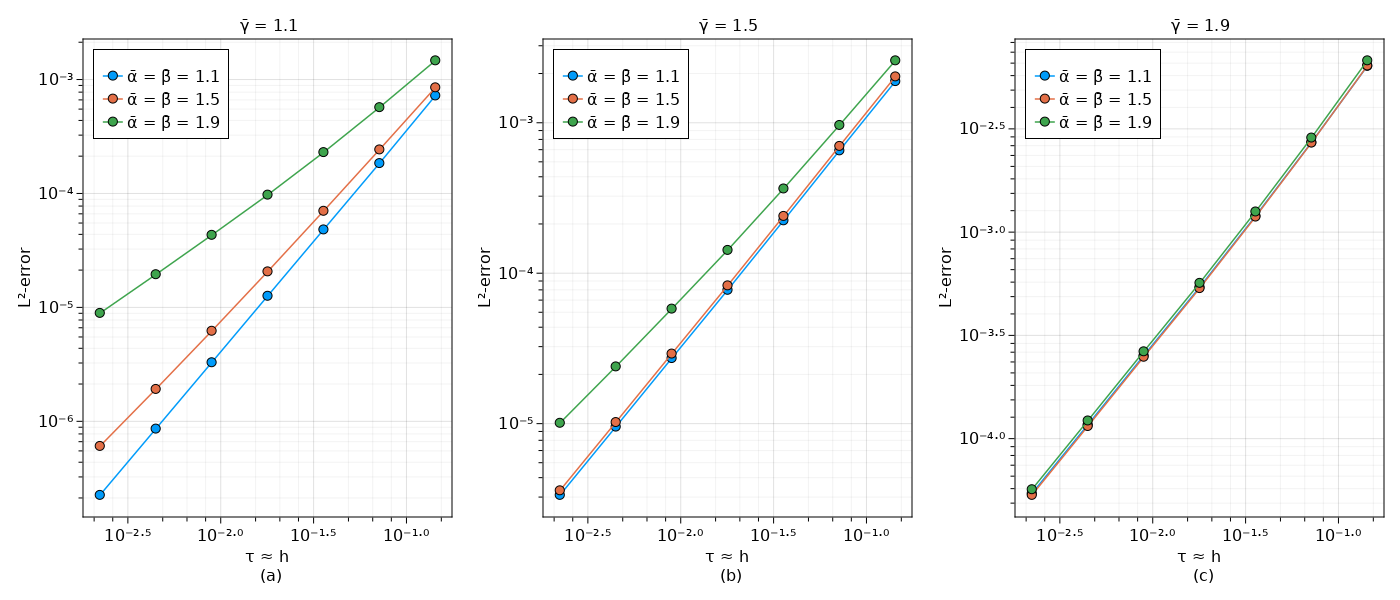 γ̄ = 1.1
ᾱ = β̄ = 1.1
ᾱ = β̄ = 1.5
ᾱ = β̄ = 1.9
L²-error
10⁻³
10⁻⁴
10⁻⁵
10⁻⁶
10⁻²·⁵ 10⁻²·⁰ 10⁻¹·⁵ 10⁻¹·⁰
τ ≈ h
(a)
γ̄ = 1.5
ᾱ = β̄ = 1.1
ᾱ = β̄ = 1.5
ᾱ = β̄ = 1.9
L²-error
10⁻³
10⁻⁴
10⁻⁵
10⁻²·⁵ 10⁻²·⁰ 10⁻¹·⁵ 10⁻¹·⁰
τ ≈ h
(b)
γ̄ = 1.9
ᾱ = β̄ = 1.1
ᾱ = β̄ = 1.5
ᾱ = β̄ = 1.9
L²-error
10⁻²·⁵
10⁻³·⁰
10⁻³·⁵
10⁻⁴·⁰
10⁻²·⁵ 10⁻²·⁰ 10⁻¹·⁵ 10⁻¹·⁰
τ ≈ h
(c)